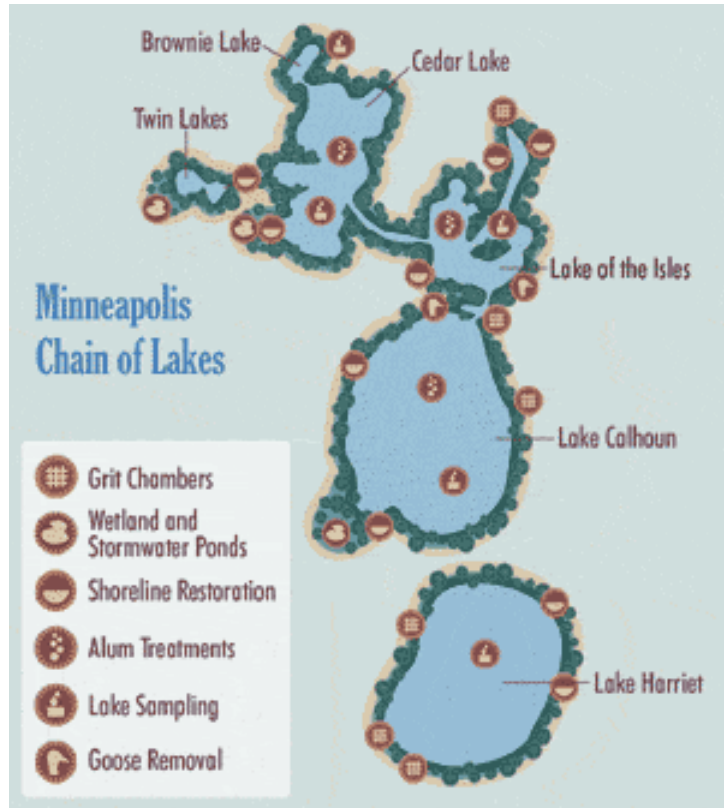 Brownie Lake
Cedar Lake
Twin Lakes
Lake of the Isles
Minneapolis
Chain of Lakes
Lake Calhoun
Grit Chambers
Wetland and
Stormwater Ponds
Shoreline Restoration
Alum Treatments
Lake Sampling
Goose Removal
Lake Harriet